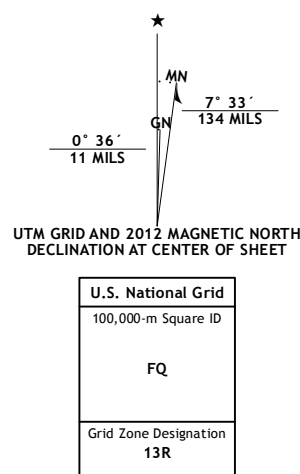 ★
MN
GN
7° 33´
134 MILS
0° 36´
11 MILS
UTM GRID AND 2012 MAGNETIC NORTH
DECLINATION AT CENTER OF SHEET
U.S. National Grid
100,000-m Square ID
FQ
Grid Zone Designation
13R